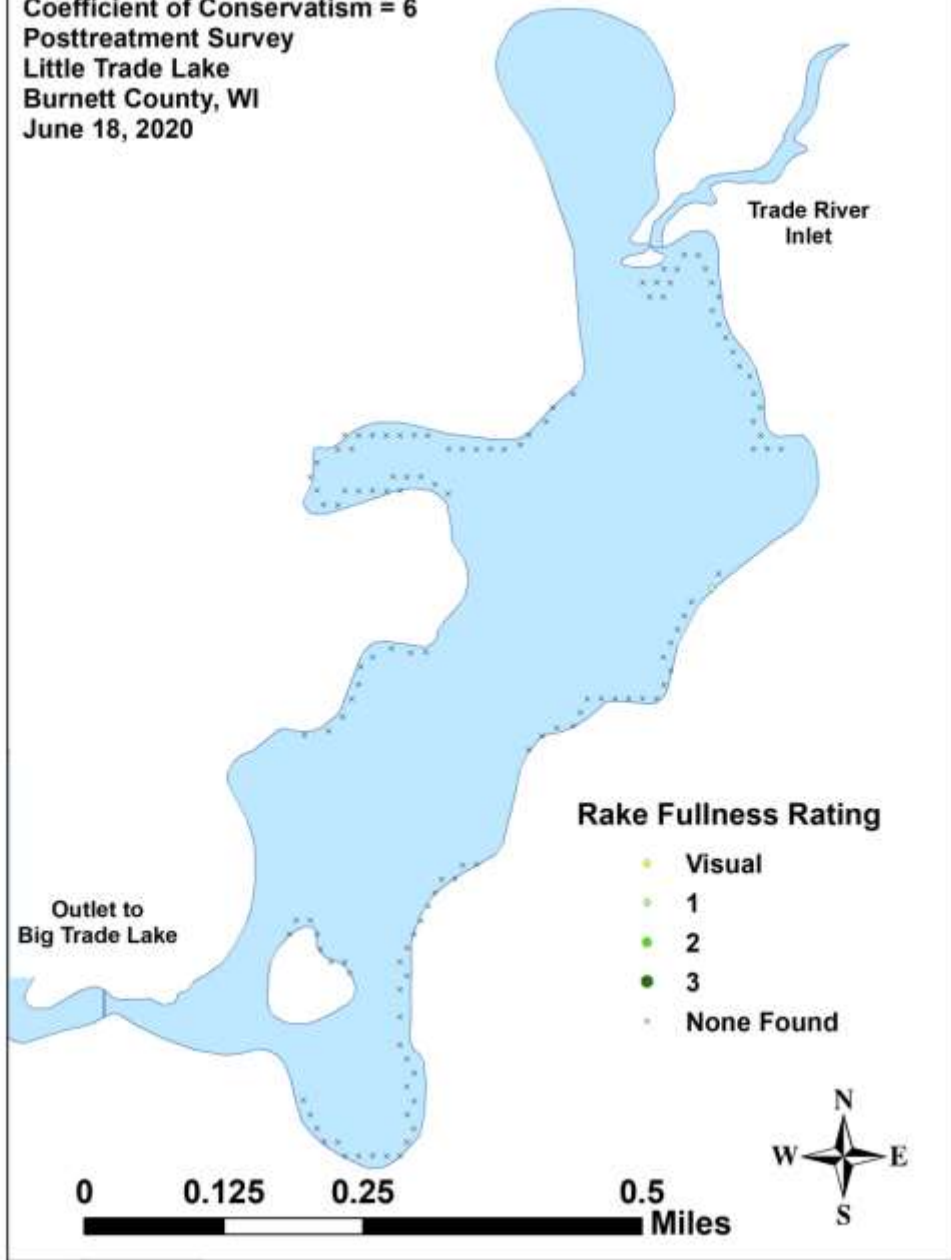 Coefficient of Conservatism = 6
Posttreatment Survey
Little Trade Lake
Burnett County, WI
June 18, 2020
Trade River
Inlet
Rake Fullness Rating
Visual
1
2
3
None Found
Outlet to
Big Trade Lake
N
W E
S
0 0.125 0.25 0.5
Miles